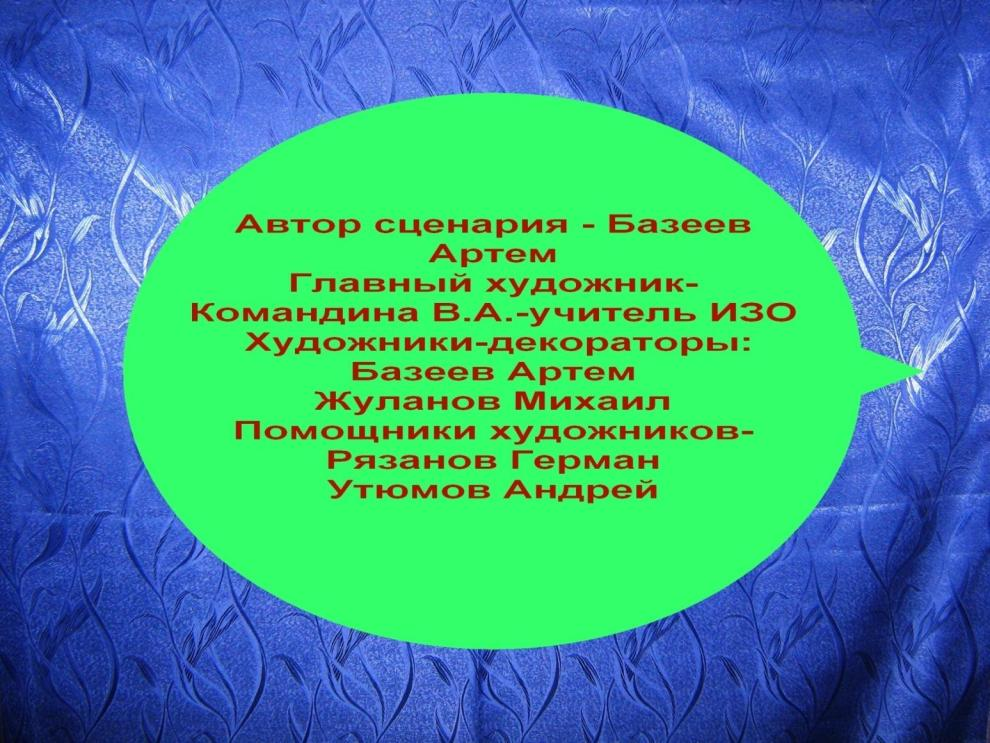 Автор сценария - Базеев
Артем
Главный художник-
Командина В.А.-учитель ИЗО
Художники-декораторы:
Базеев Артем
Жуланов Михаил
Помощники художников-
Рязанов Герман
Утюмов Андрей